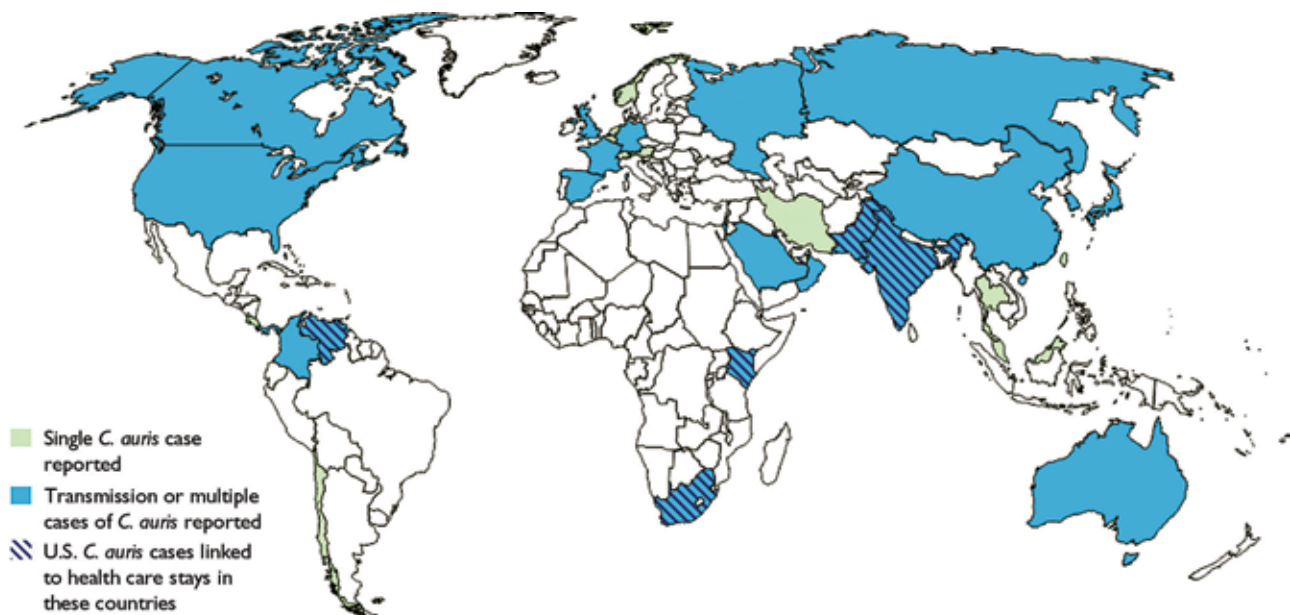 Single C. auris case
reported
Transmission or multiple
cases of C. auris reported
U.S. C. auris cases linked
to health care stays in
these countries